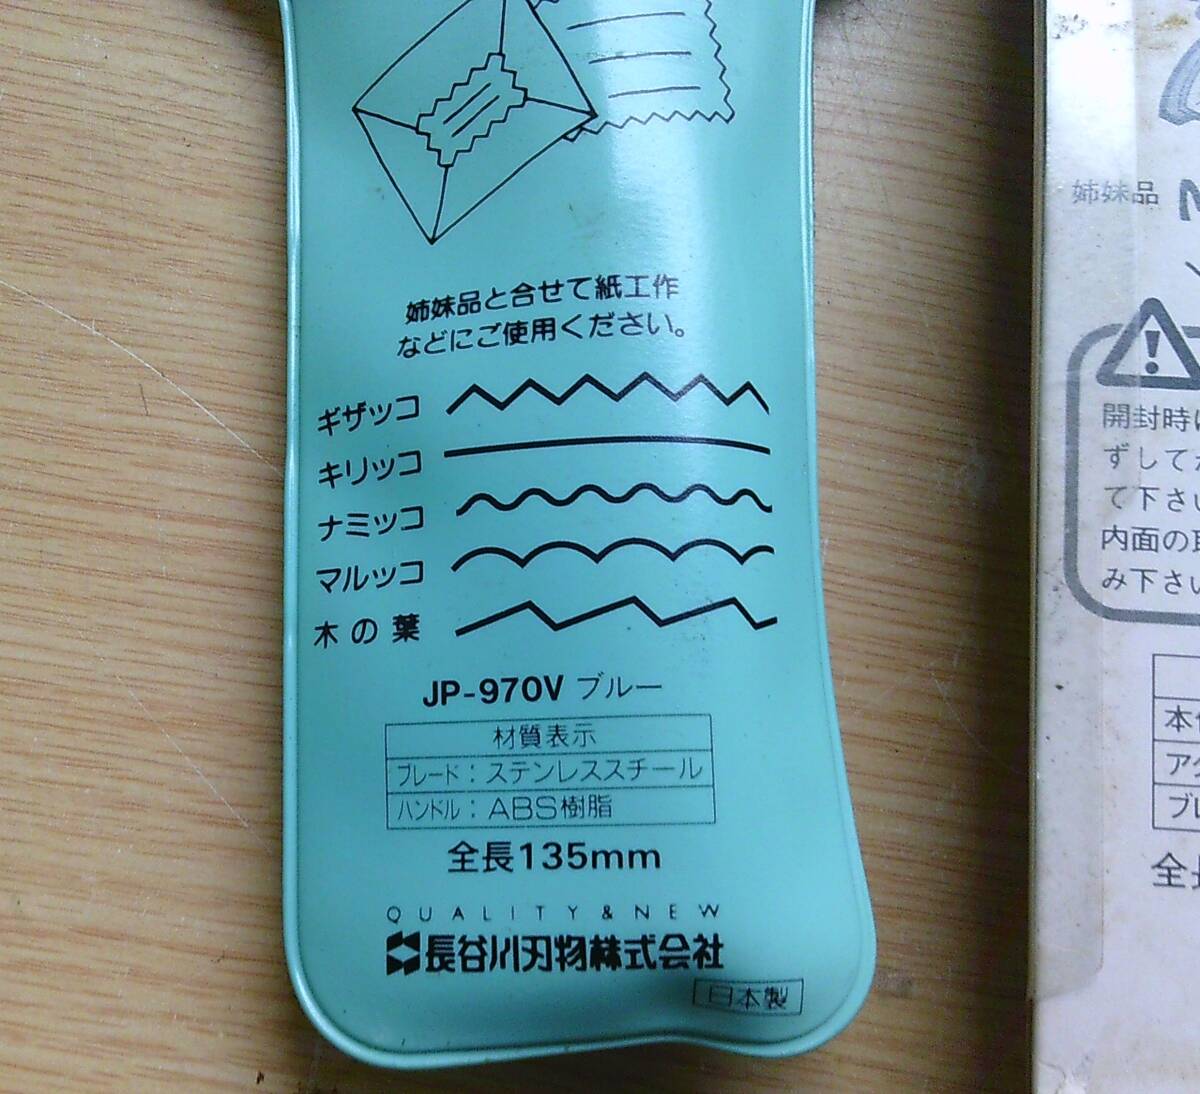 姉妹品と合せて紙工作
などにご使用ください。
ギザッコ
キリッコ
ナミッコ
マルッコ
木の葉
JP-970V ブルー
材質表示
ブレード：ステンレススチール
ハンドル：ABS樹脂
全長135mm
QUALITY & NEW
長谷川刃物株式会社
日本製
姉妹品
開封時に
ずして
て下さい
内面の
み下さい